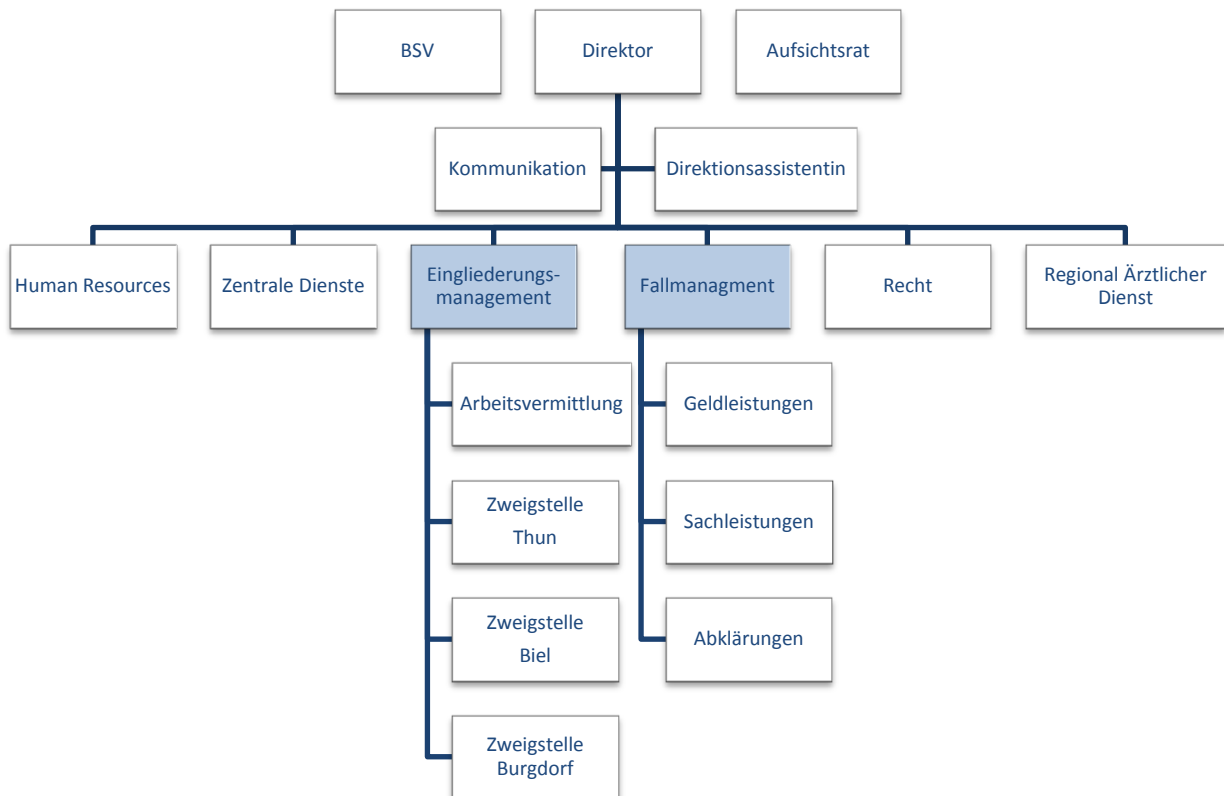 BSV
Direktor
Aufsichtsrat
Kommunikation
Direktionsassistentin
Human Resources
Zentrale Dienste
Eingliederungs-
management
Fallmanagment
Recht
Regional Ärztlicher
Dienst
Arbeitsvermittlung
Geldleistungen
Zweigstelle
Thun
Sachleistungen
Zweigstelle
Biel
Abklärungen
Zweigstelle
Burgdorf